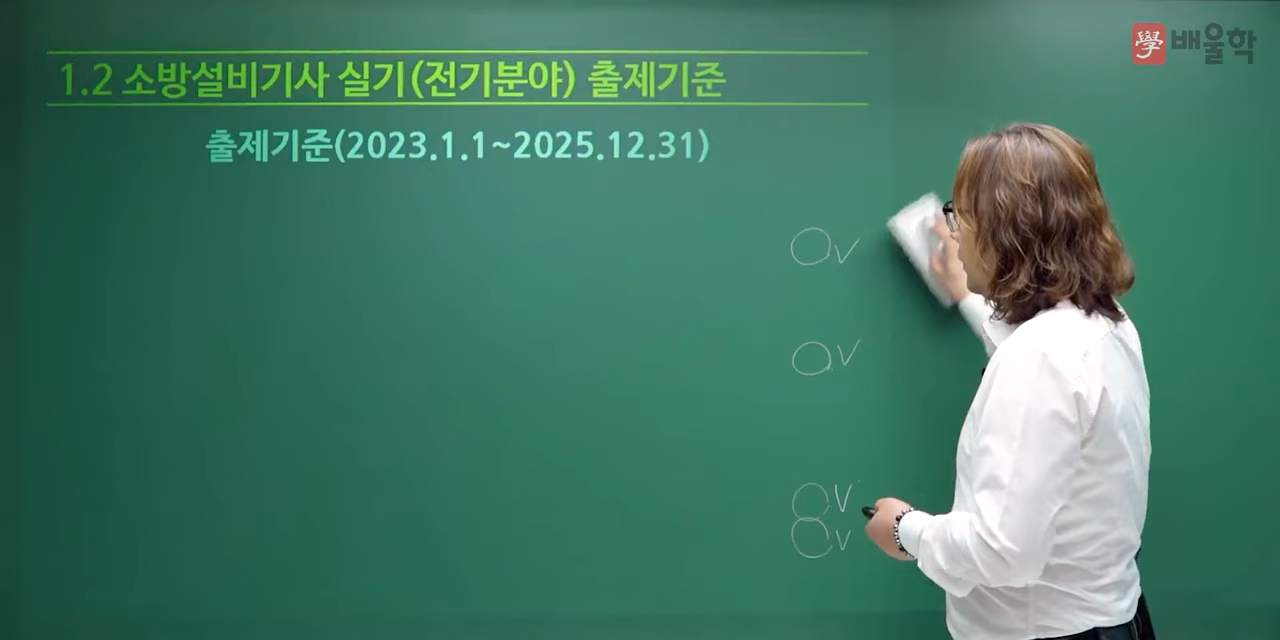 學 배울학
1.2 소방설비기사 실기(전기분야) 출제기준
출제기준(2023.1.1~2025.12.31)
○v
○v
○v
○v